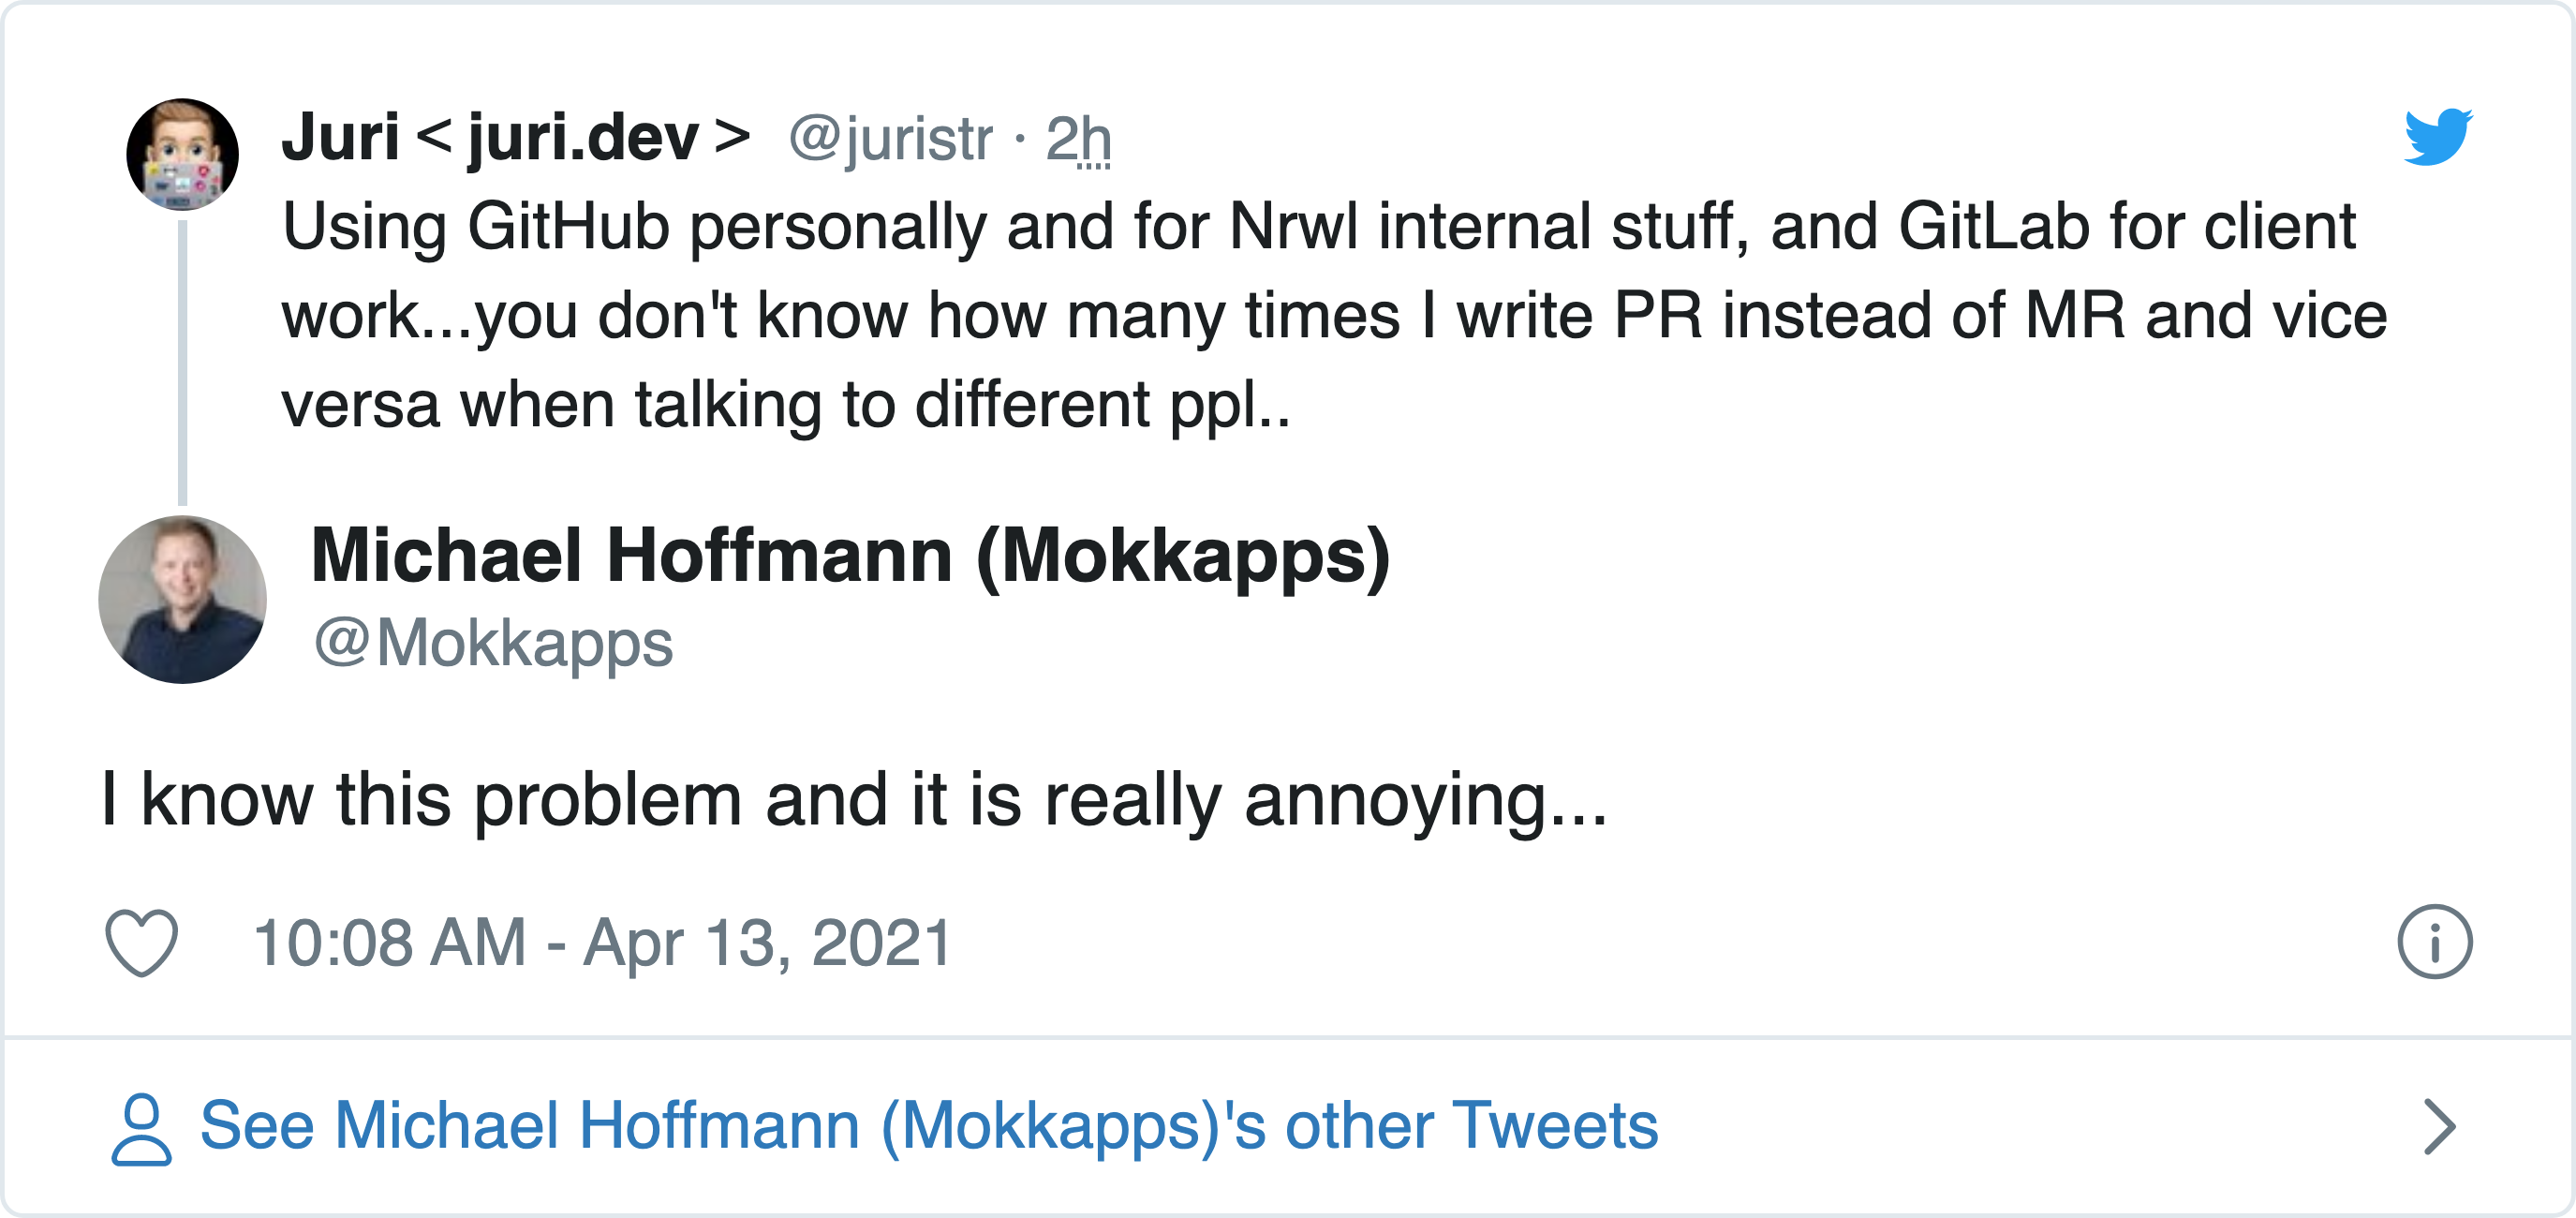 Juri < juri.dev > @juristr · 2h
Using GitHub personally and for Nrwl internal stuff, and GitLab for client
work...you don't know how many times I write PR instead of MR and vice
versa when talking to different ppl..
Michael Hoffmann (Mokkapps)
@Mokkapps
I know this problem and it is really annoying...
10:08 AM - Apr 13, 2021
See Michael Hoffmann (Mokkapps)'s other Tweets